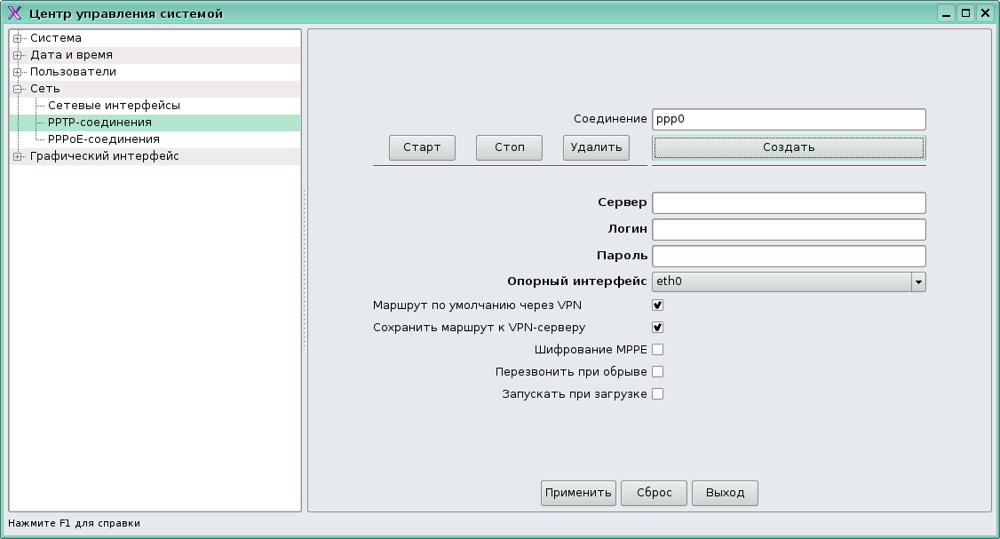 Центр управления системой
Система
Дата и время
Пользователи
Сеть
Сетевые интерфейсы
PPTP-соединения
PPPoE-соединения
Графический интерфейс
Соединение ppp0
Старт Стоп Удалить Создать
Сервер
Логин
Пароль
Опорный интерфейс eth0
Маршрут по умолчанию через VPN
Сохранить маршрут к VPN-серверу
Шифрование MPPE
Перезвонить при обрыве
Запускать при загрузке
Применить Сброс Выход
Нажмите F1 для справки